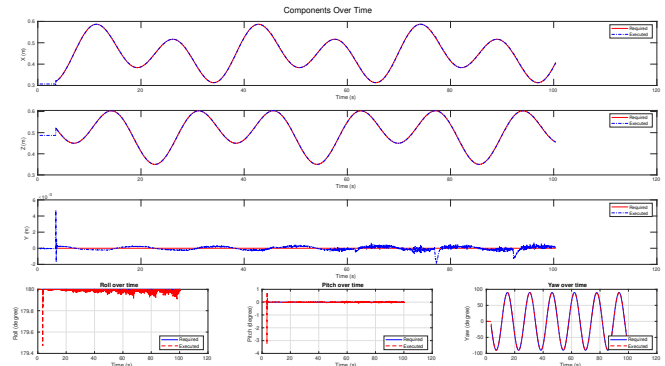 Components Over Time
0.6
0.5
0.4
0.3
X (m)
Required
Executed
0 20 40 60 80 100 120
Time (s)
0.6
0.5
0.4
0.3
Z (m)
Required
Executed
0 20 40 60 80 100 120
Time (s)
6
4
2
0
-2
Y (m)
Required
Executed
0 20 40 60 80 100 120
Time (s)
Roll over time
180
179.8
179.6
179.4
Roll (degree)
Required
Executed
0 20 40 60 80 100 120
Time (s)
Pitch over time
1
0
-1
-2
-3
-4
Pitch (degree)
Required
Executed
0 20 40 60 80 100 120
Time (s)
Yaw over time
100
50
0
-50
-100
Yaw (degree)
Required
Executed
0 20 40 60 80 100 120
Time (s)